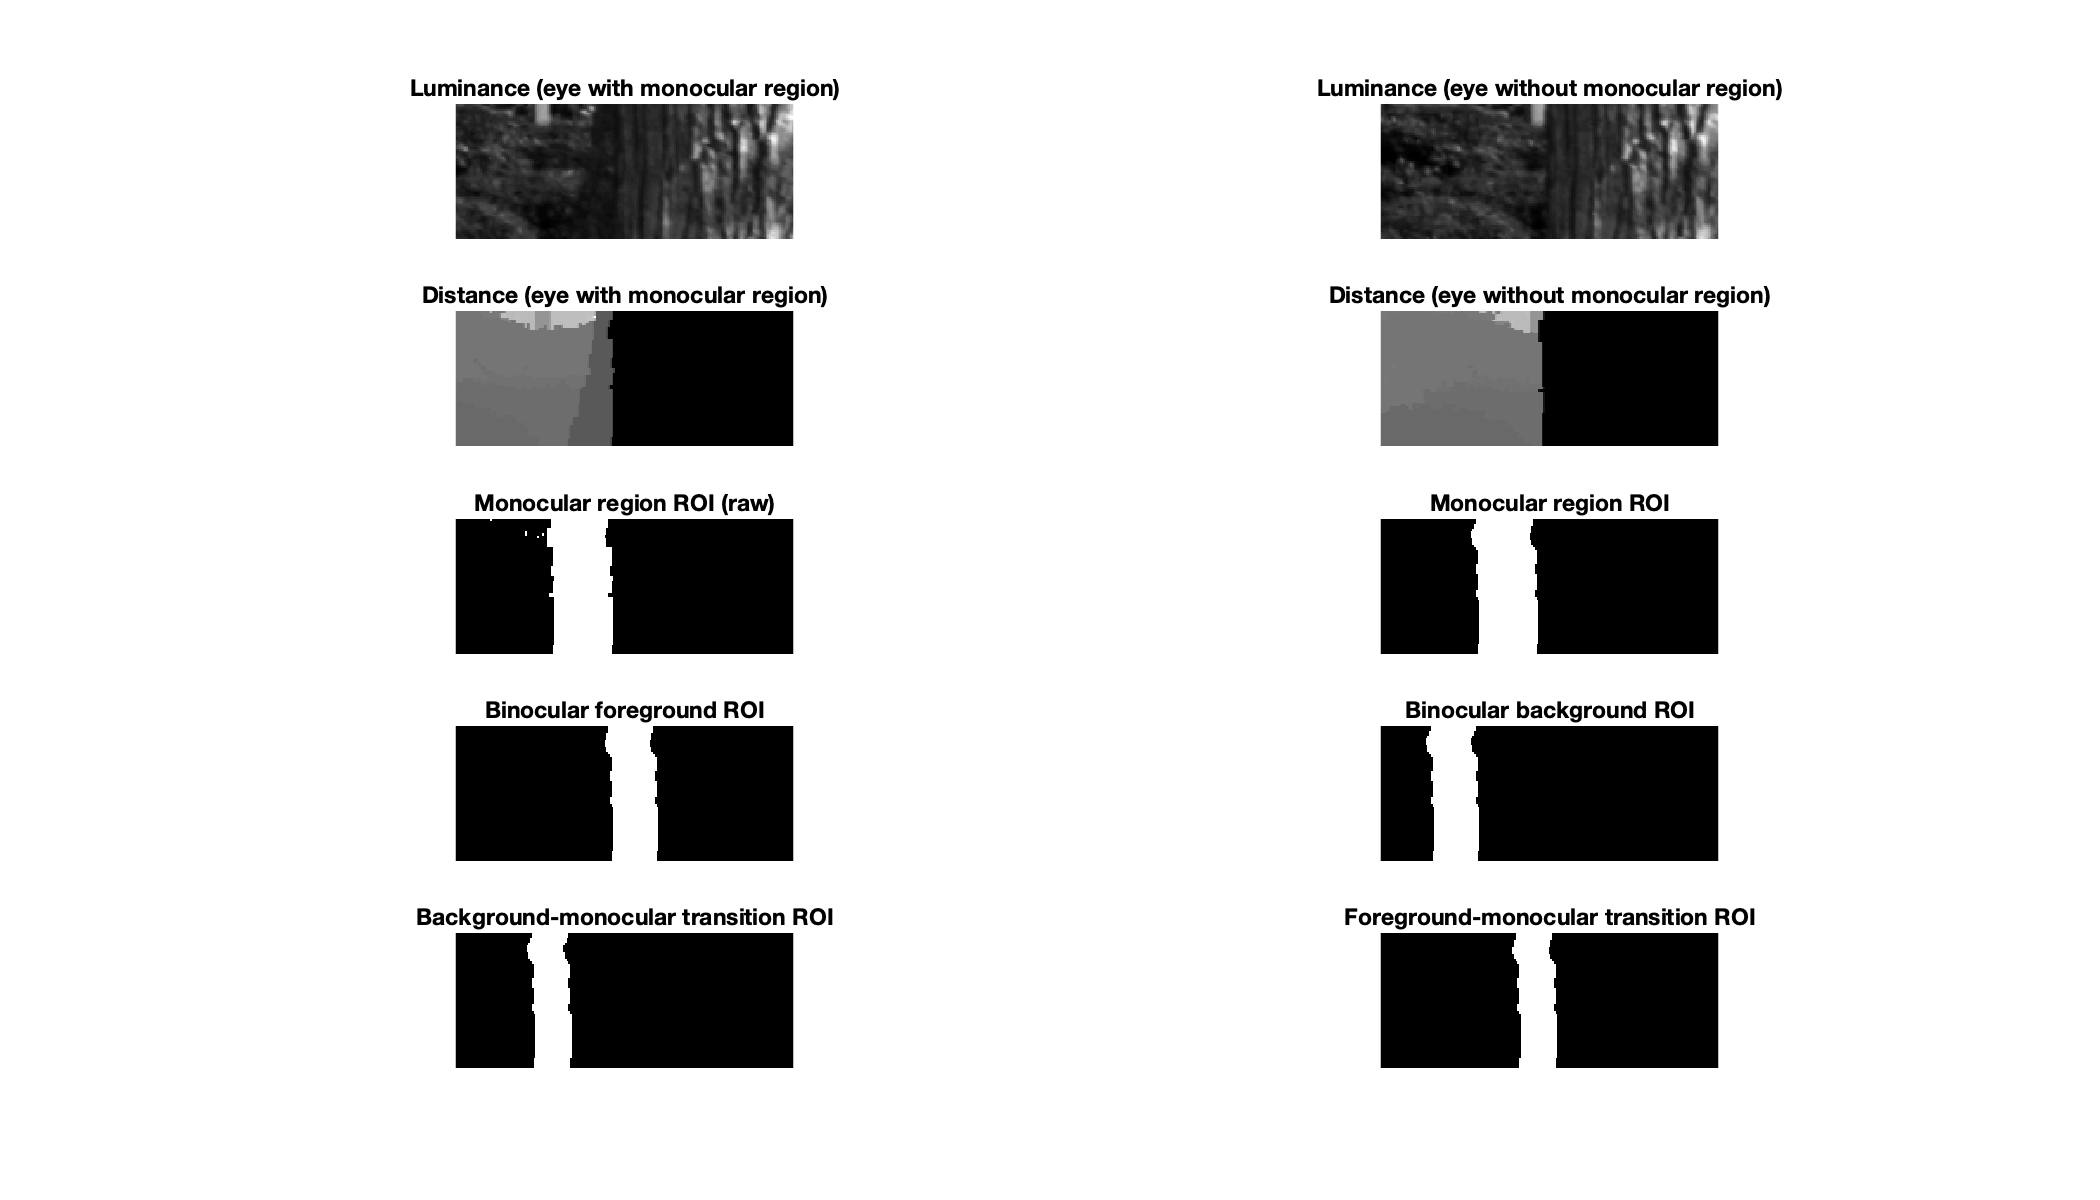 Luminance (eye with monocular region)
Luminance (eye without monocular region)
Distance (eye with monocular region)
Distance (eye without monocular region)
Monocular region ROI (raw)
Monocular region ROI
Binocular foreground ROI
Binocular background ROI
Background-monocular transition ROI
Foreground-monocular transition ROI